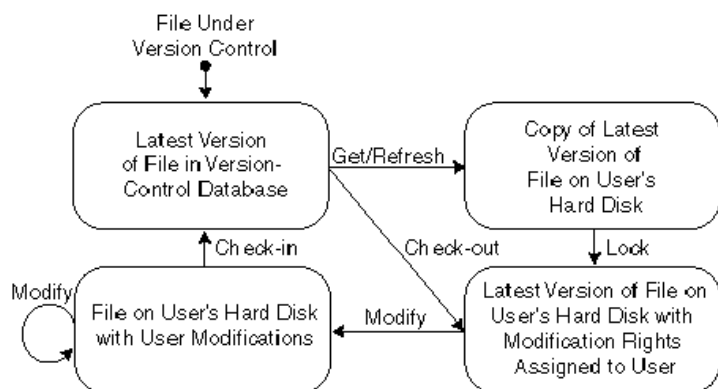 File Under
Version Control
Latest Version
of File in Version-
Control Database
Get/Refresh
Copy of Latest
Version of
File on User's
Hard Disk
Check-in
Check-out
Lock
Modify
File on User's Hard Disk
with User Modifications
Modify
Latest Version of File on
User's Hard Disk with
Modification Rights
Assigned to User